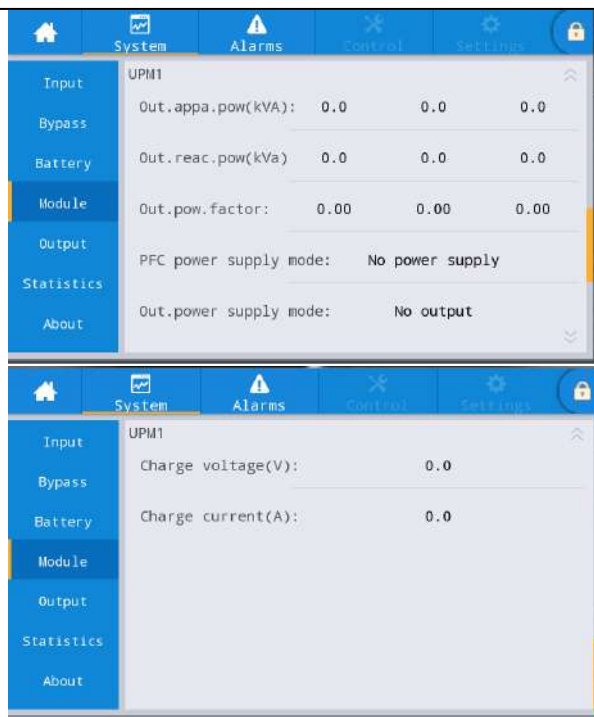 System Alarms Control Settings
Input
Bypass
Battery
Module
Output
Statistics
About
UPM1
Out.appa.pow(kVA): 0.0 0.0 0.0
Out.reac.pow(kVa) 0.0 0.0 0.0
Out.pow.factor: 0.00 0.00 0.00
PFC power supply mode: No power supply
Out.power supply mode: No output
System Alarms Control Settings
Input
Bypass
Battery
Module
Output
Statistics
About
UPM1
Charge voltage(V): 0.0
Charge current(A): 0.0